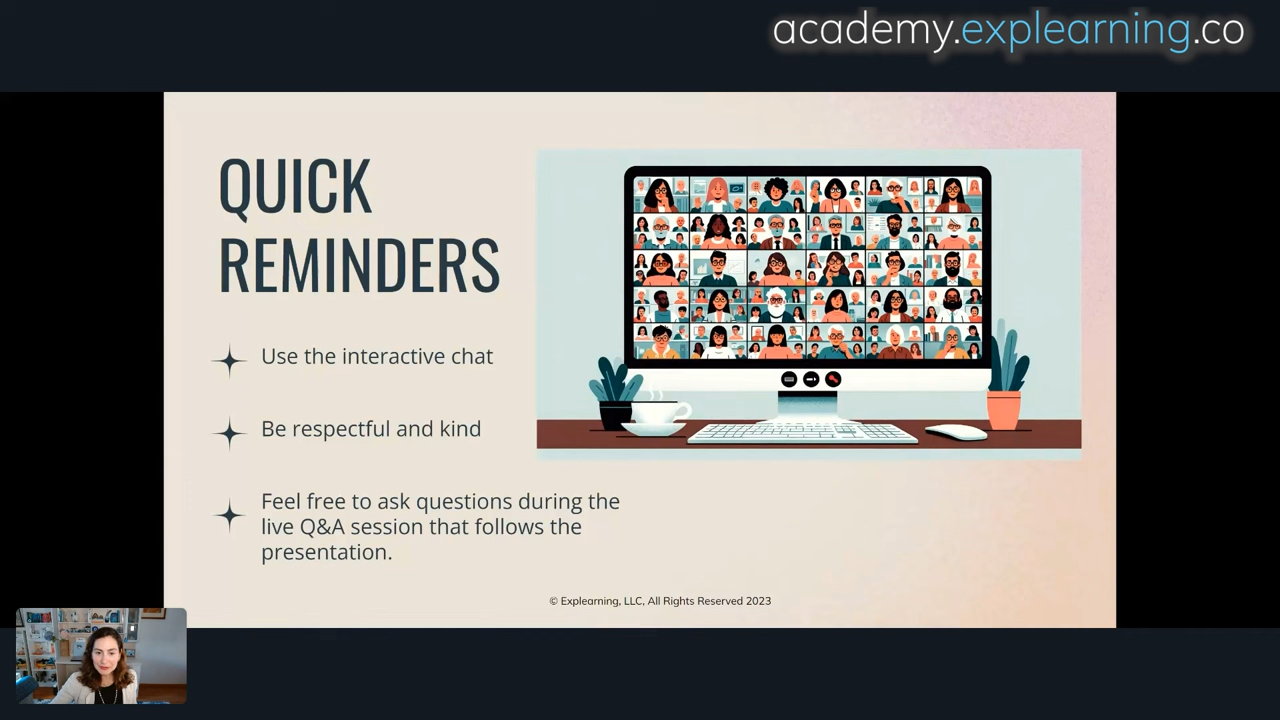 academy.explearning.co
QUICK
REMINDERS
Use the interactive chat
Be respectful and kind
Feel free to ask questions during the
live Q&A session that follows the
presentation.
© Explearning, LLC, All Rights Reserved 2023